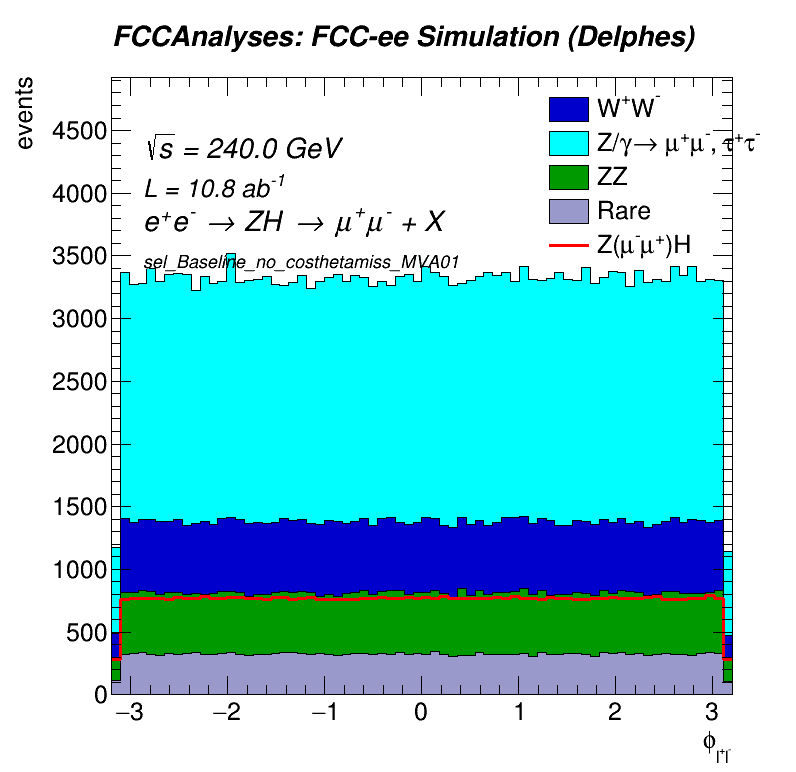 FCCAnalyses: FCC-ee Simulation (Delphes)
events
√s = 240.0 GeV
L = 10.8 ab⁻¹
e⁺e⁻ → ZH → μ⁺μ⁻ + X
sel_Baseline_no_costhetamiss_MVA01
W⁺W⁻
Z/γ→ μ⁺μ⁻, τ⁺τ⁻
ZZ
Rare
Z(μ⁻μ⁺)H
4500
4000
3500
3000
2500
2000
1500
1000
500
0
−3 −2 −1 0 1 2 3
ϕ_l⁺l⁻